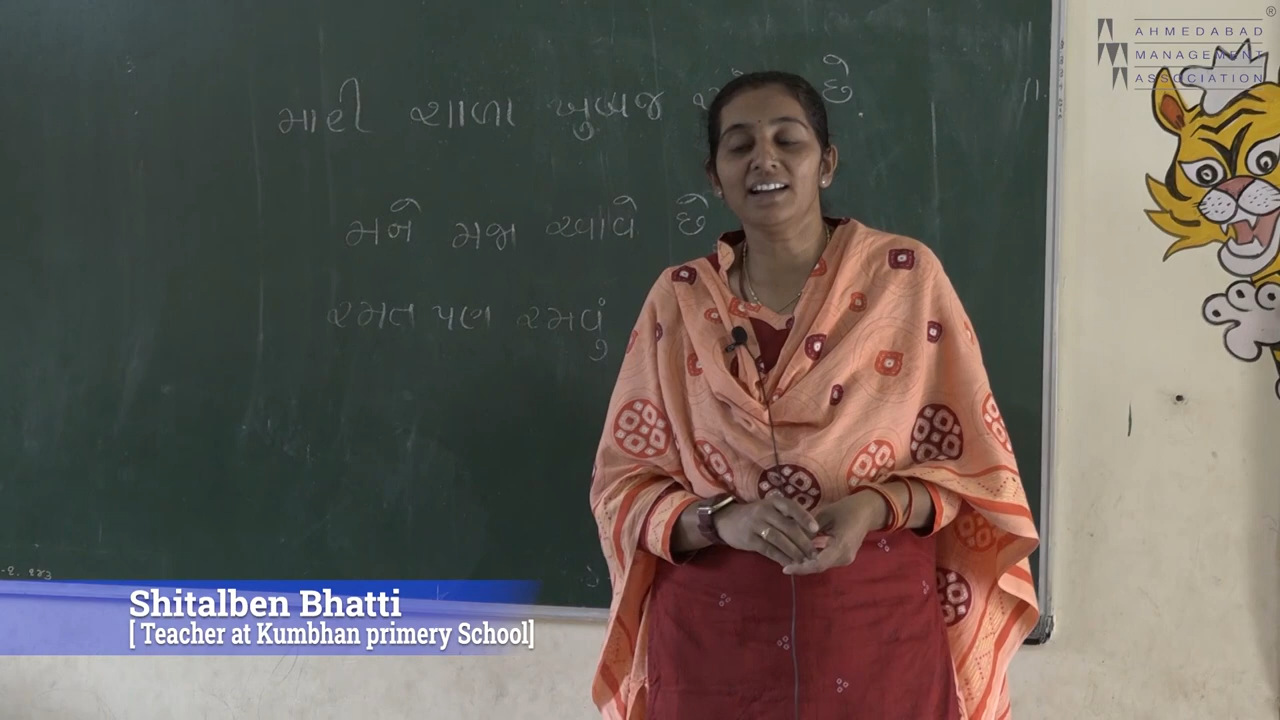 ® AHMEDABAD
MANAGEMENT
ASSOCIATION
મારી શાળા ખુબજ છે
મને મજા આવે છે
રમત પણ રમવું
Shitalben Bhatti
[ Teacher at Kumbhan primery School]